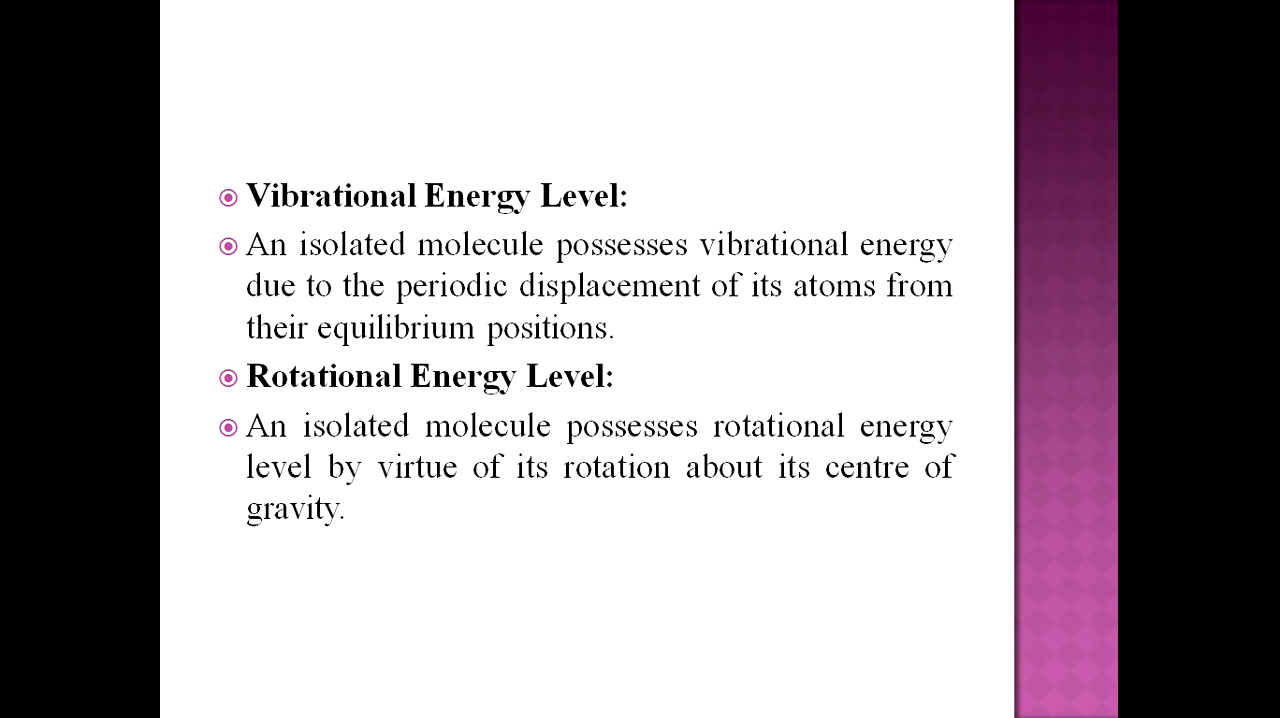 Vibrational Energy Level:
An isolated molecule possesses vibrational energy
due to the periodic displacement of its atoms from
their equilibrium positions.
Rotational Energy Level:
An isolated molecule possesses rotational energy
level by virtue of its rotation about its centre of
gravity.